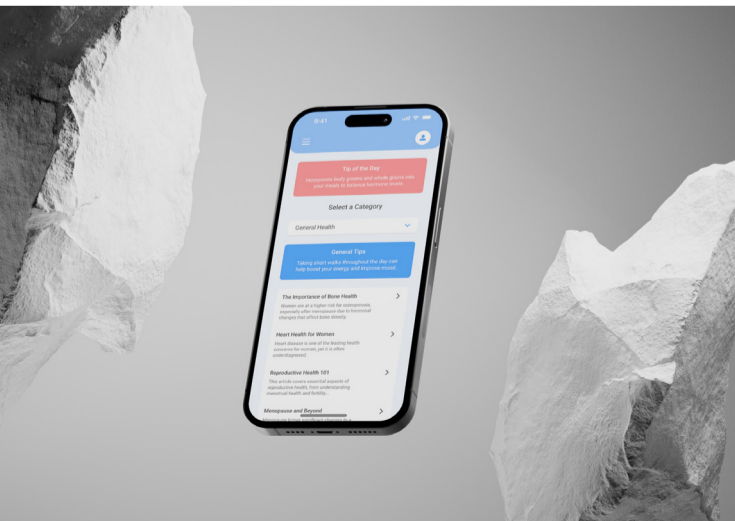 9:41
Tip of the Day
Incorporate leafy greens and whole grains into
your meals to balance hormone levels.
Select a Category
General Health
General Tips
Taking short walks throughout the day can
help boost your energy and improve mood.
The Importance of Bone Health
Women are at a higher risk for osteoporosis,
especially after menopause due to hormonal
changes that affect bone density.
Heart Health for Women
Heart disease is one of the leading health
concerns for women, yet it is often
underdiagnosed.
Reproductive Health 101
This article covers essential aspects of
reproductive health, from understanding
menstrual health and fertility...
Menopause and Beyond
Menopause brings significant changes to a